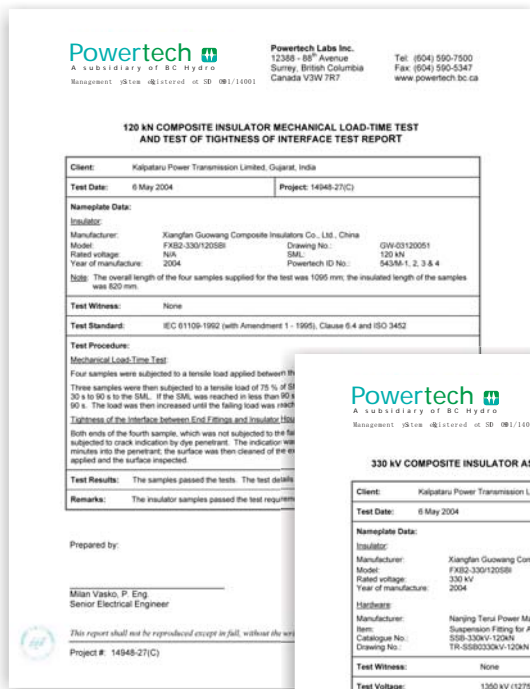 Powertech
A subsidiary of BC Hydro
Powertech Labs Inc.
12388 - 88th Avenue
Surrey, British Columbia
Canada V3W 7R7
Tel: (604) 590-7500
Fax: (604) 590-5347
www.powertech.bc.ca
120 kN COMPOSITE INSULATOR MECHANICAL LOAD-TIME TEST
AND TEST OF TIGHTNESS OF INTERFACE TEST REPORT
Client: Kalpataru Power Transmission Limited, Gujarat, India
Test Date: 6 May 2004 Project: 14948-27(C)
Nameplate Data:
Insulator:
Manufacturer: Xiangfan Guowang Composite Insulators Co., Ltd., China
Model: FXB2-330/120SBI Drawing No.: GW-03120051
Rated voltage: N/A SML: 120 kN
Year of manufacture: 2004 Powertech ID No.: 543/M-1, 2, 3 & 4
Note: The overall length of the four samples supplied for the test was 1095 mm; the insulated length of the samples
was 820 mm.
Test Witness: None
Test Standard: IEC 61109-1992 (with Amendment 1 - 1995), Clause 6.4 and ISO 3452
Test Procedure:
Mechanical Load-Time Test:
Four samples were subjected to a tensile load applied between
Three samples were then subjected to a tensile load of 75 % of
30 s to 90 s to the SML. If the SML was reached in less than 90 s
90 s. The load was then increased until the failing load was
Tightness of the Interface between End Fittings and Insulator
Both ends of the fourth sample, which was not subjected to the
subjected to crack indication by dye penetrant. The indication
minutes into the penetrant; the surface was then cleaned of the
applied and the surface inspected.
Test Results: The samples passed the tests. The test details
Remarks: The insulator samples passed the test
Prepared by:
Milan Vasko, P. Eng.
Senior Electrical Engineer
This report shall not be reproduced except in full, without the
Project #: 14948-27(C)
Powertech
A subsidiary of BC Hydro
330 kV COMPOSITE INSULATOR
Client: Kalpataru Power Transmission
Test Date: 6 May 2004
Nameplate Data:
Insulator:
Manufacturer: Xiangfan Guowang
Model: FXB2-330/120SBI
Rated voltage: 330 kV
Year of manufacture: 2004
Hardware:
Manufacturer: Nanjing Terui Power
Item: Suspension Fitting for
Catalogue No.: SSB-330kV-120kN
Drawing No.: TR-SSB0330kV-120kN
Test Witness: None
Test Voltage: 1350 kV